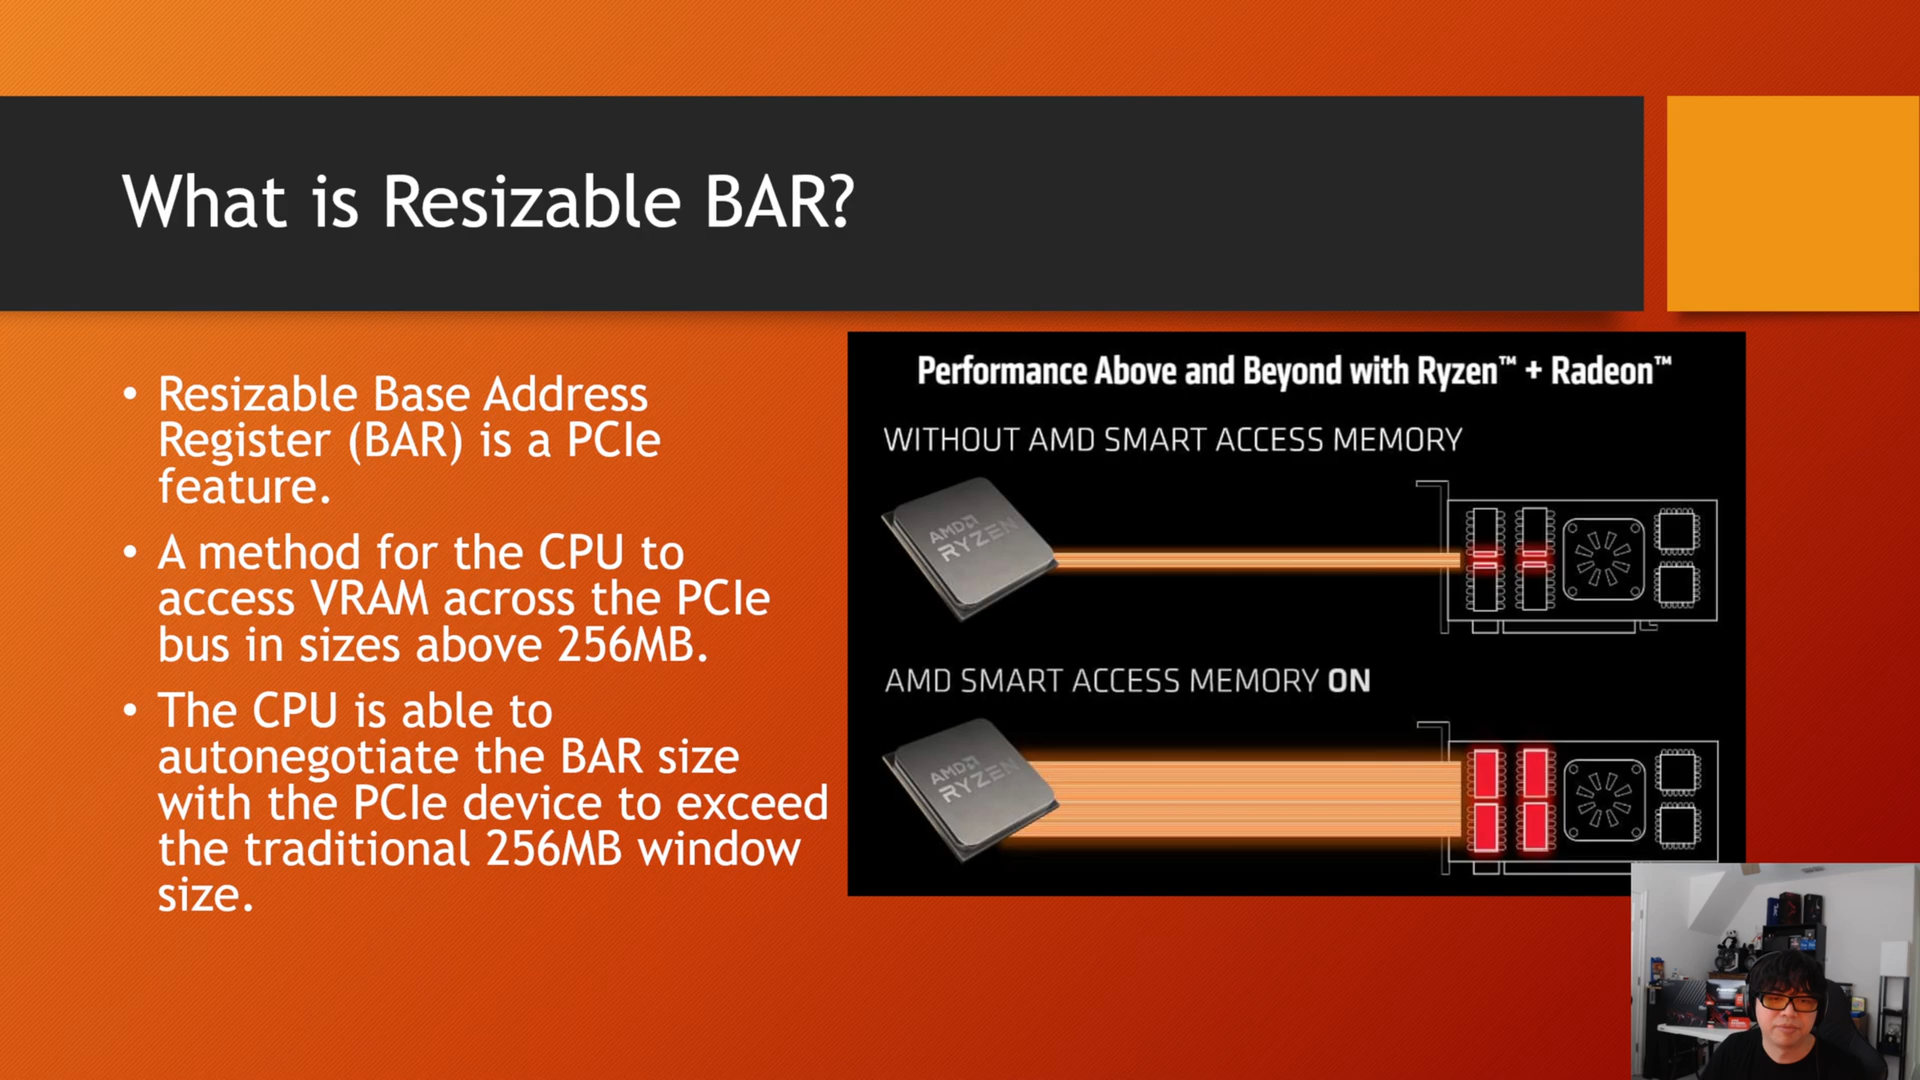 What is Resizable BAR?
• Resizable Base Address
Register (BAR) is a PCIe
feature.
• A method for the CPU to
access VRAM across the PCIe
bus in sizes above 256MB.
• The CPU is able to
autonegotiate the BAR size
with the PCIe device to exceed
the traditional 256MB window
size.
Performance Above and Beyond with Ryzen™ + Radeon™
WITHOUT AMD SMART ACCESS MEMORY
AMD
RYZEN
AMD SMART ACCESS MEMORY ON
AMD
RYZEN